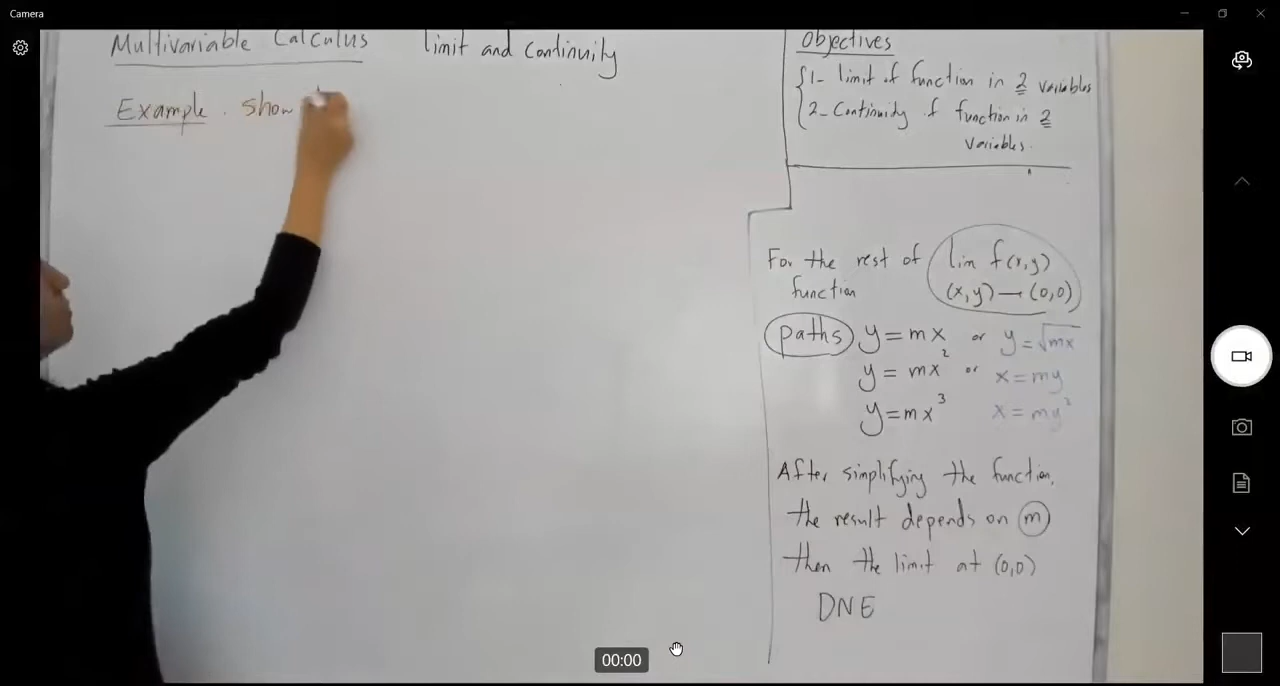 Camera
Multivariable Calculus limit and Continuity
Example. Show
Objectives
1- limit of function in 2 variables
2- Continuity of function in 2
variables.
For the rest of
function
lim f(x,y)
(x,y) → (0,0)
paths y = mx or y = √mx
y = mx² or x = my
y = mx³ x = my²
After simplifying the function,
the result depends on m
then the limit at (0,0)
DNE
00:00